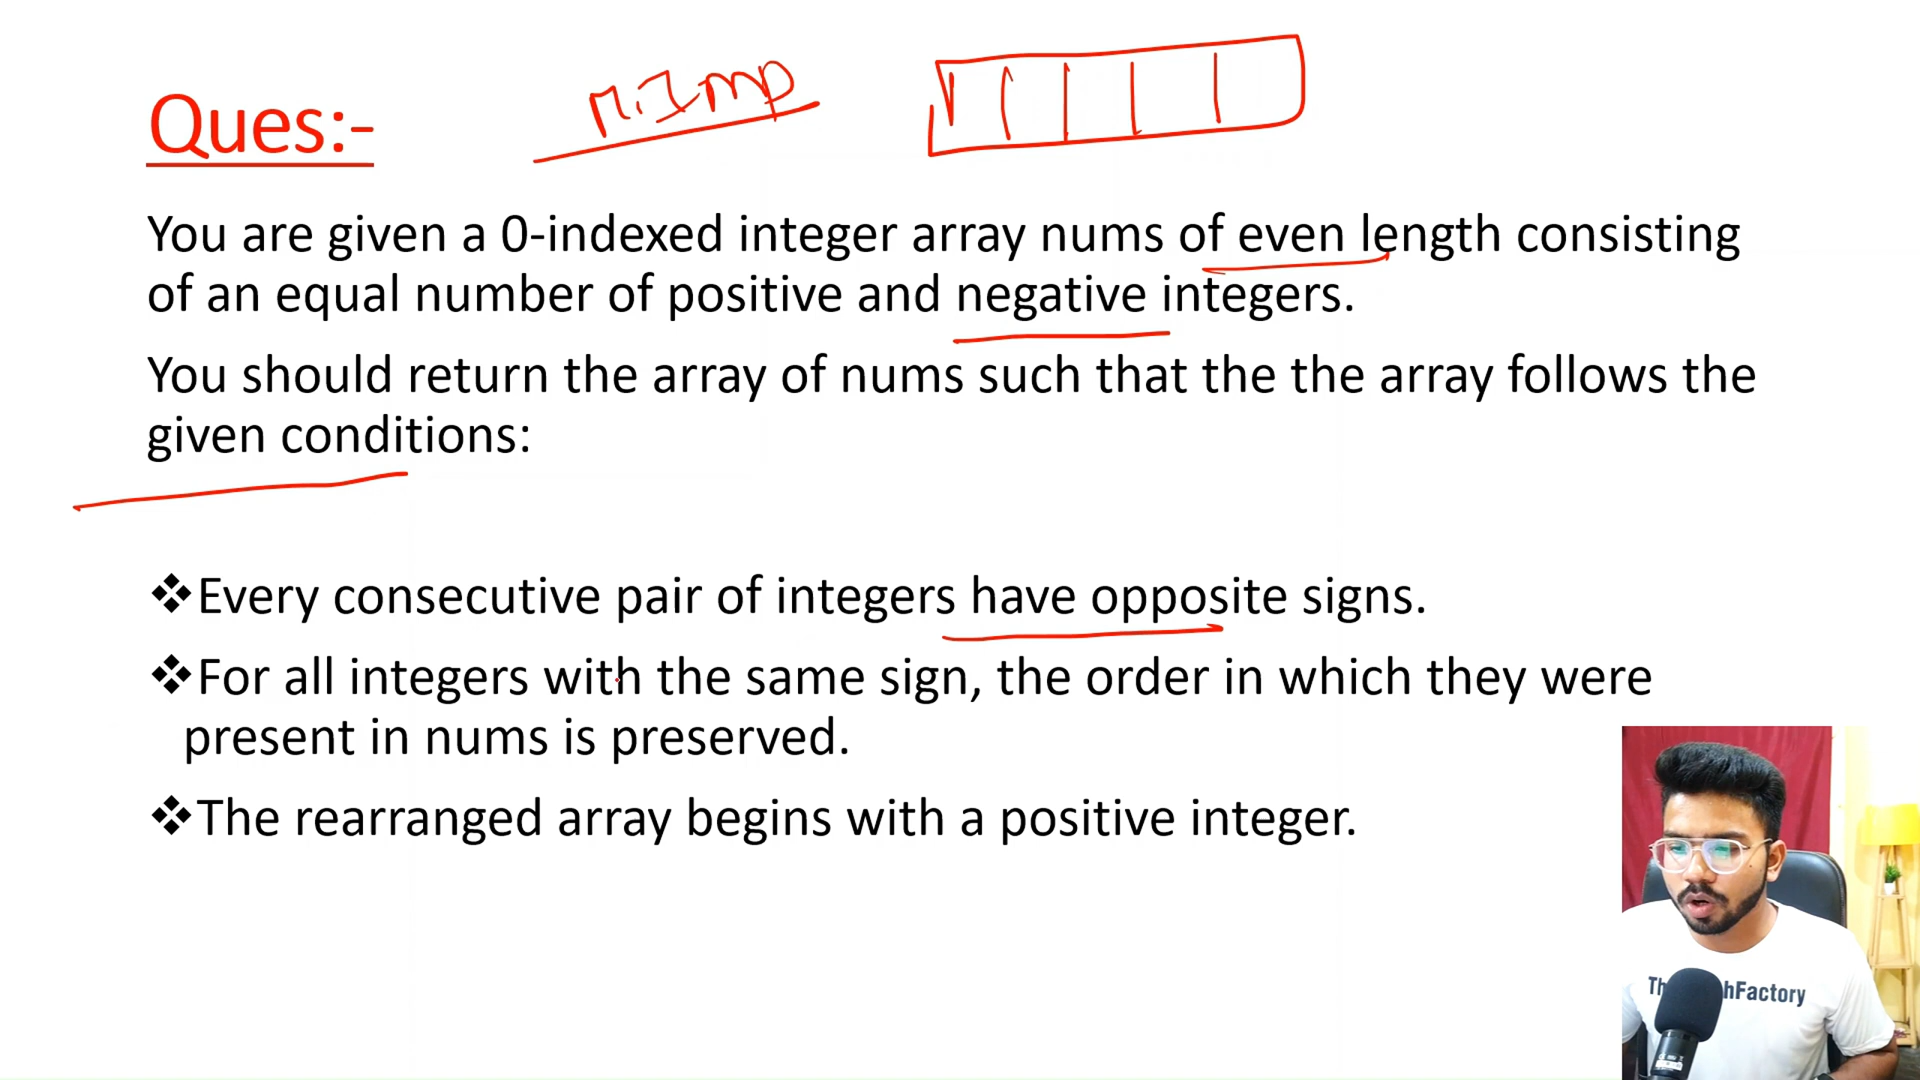 M.Imp
Ques:-
You are given a 0-indexed integer array nums of even length consisting
of an equal number of positive and negative integers.
You should return the array of nums such that the the array follows the
given conditions:
❖Every consecutive pair of integers have opposite signs.
❖For all integers with the same sign, the order in which they were
present in nums is preserved.
❖The rearranged array begins with a positive integer.